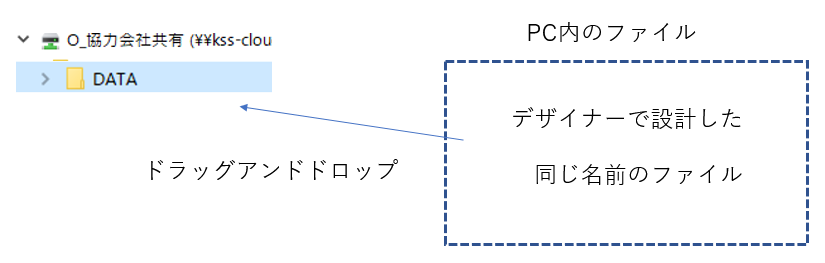 O_協力会社共有 (¥¥kss-clou
DATA
PC内のファイル
デザイナーで設計した
同じ名前のファイル
ドラッグアンドドロップ